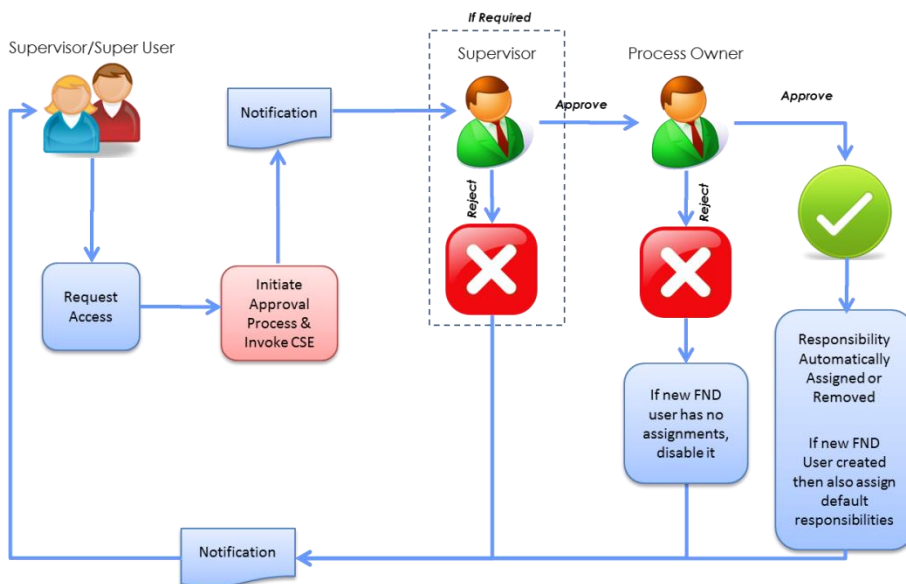 If Required
Supervisor/Super User
Supervisor
Process Owner
Notification
Approve
Approve
Reject
Reject
Request
Access
Initiate
Approval
Process &
Invoke CSE
If new FND
user has no
assignments,
disable it
Responsibility
Automatically
Assigned or
Removed
If new FND
User created
then also assign
default
responsibilities
Notification